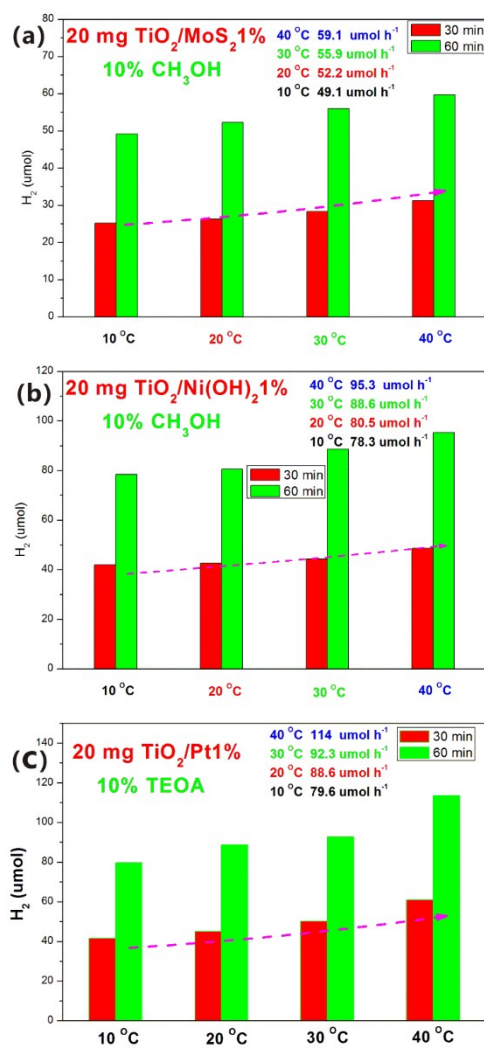 (a)
20 mg TiO₂/MoS₂1%
10% CH₃OH
40 °C 59.1 umol h⁻¹
30 °C 55.9 umol h⁻¹
20 °C 52.2 umol h⁻¹
10 °C 49.1 umol h⁻¹
30 min
60 min
H₂ (umol)
80
70
60
50
40
30
20
10
0
10 °C 20 °C 30 °C 40 °C
(b)
20 mg TiO₂/Ni(OH)₂1%
10% CH₃OH
40 °C 95.3 umol h⁻¹
30 °C 88.6 umol h⁻¹
20 °C 80.5 umol h⁻¹
10 °C 78.3 umol h⁻¹
30 min
60 min
H₂ (umol)
120
100
80
60
40
20
0
10 °C 20 °C 30 °C 40 °C
(c)
20 mg TiO₂/Pt1%
10% TEOA
40 °C 114 umol h⁻¹
30 °C 92.3 umol h⁻¹
20 °C 88.6 umol h⁻¹
10 °C 79.6 umol h⁻¹
30 min
60 min
H₂ (umol)
140
120
100
80
60
40
20
0
10 °C 20 °C 30 °C 40 °C